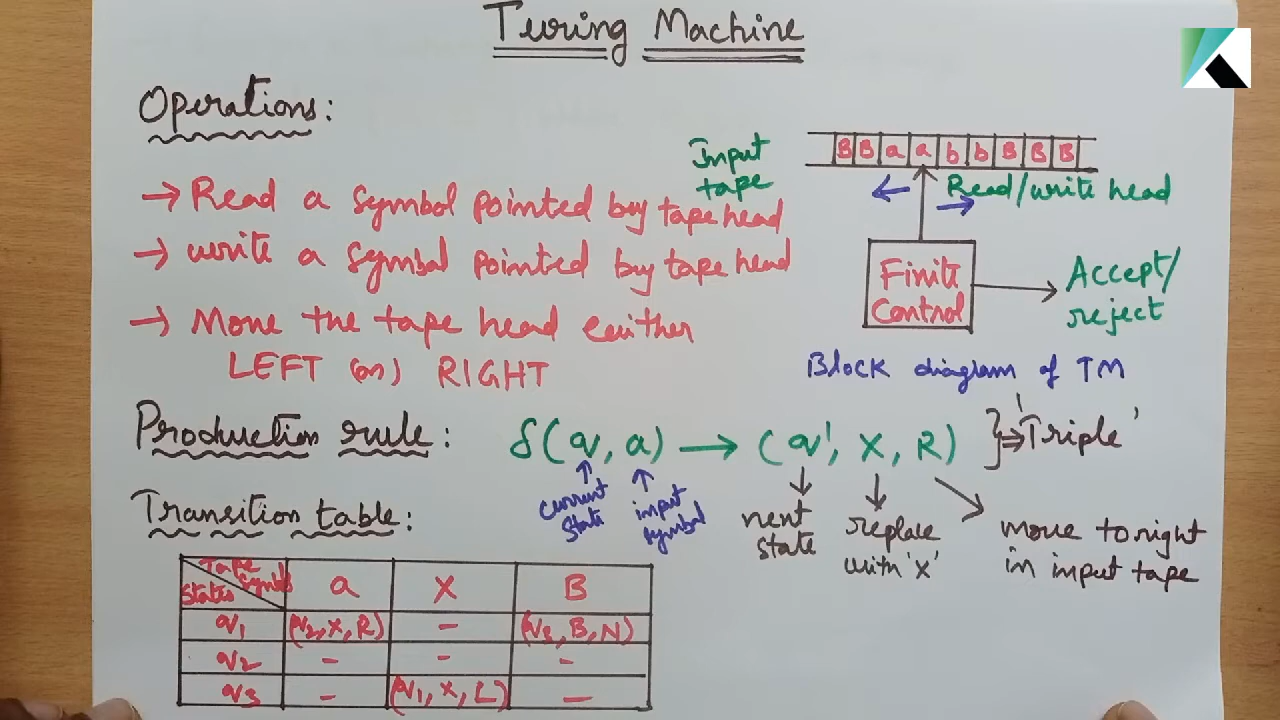 Turing Machine
Operations:
→ Read a symbol pointed by tape head
→ write a symbol pointed by tape head
→ Move the tape head either
LEFT (or) RIGHT
Input
tape
B B a a b b B B B
Read/write head
Finite
Control
Accept/
reject
Block diagram of TM
Production rule: δ(q, a) → (q', X, R) } ⇒ 'Triple'
current
state
input
symbol
next
state
replace
with 'x'
move to right
in input tape
Transition table:
Tape
Symbol
States
a X B
q1 (q2, X, R) - (q3, B, N)
q2 - - -
q3 - (q1, X, L) -